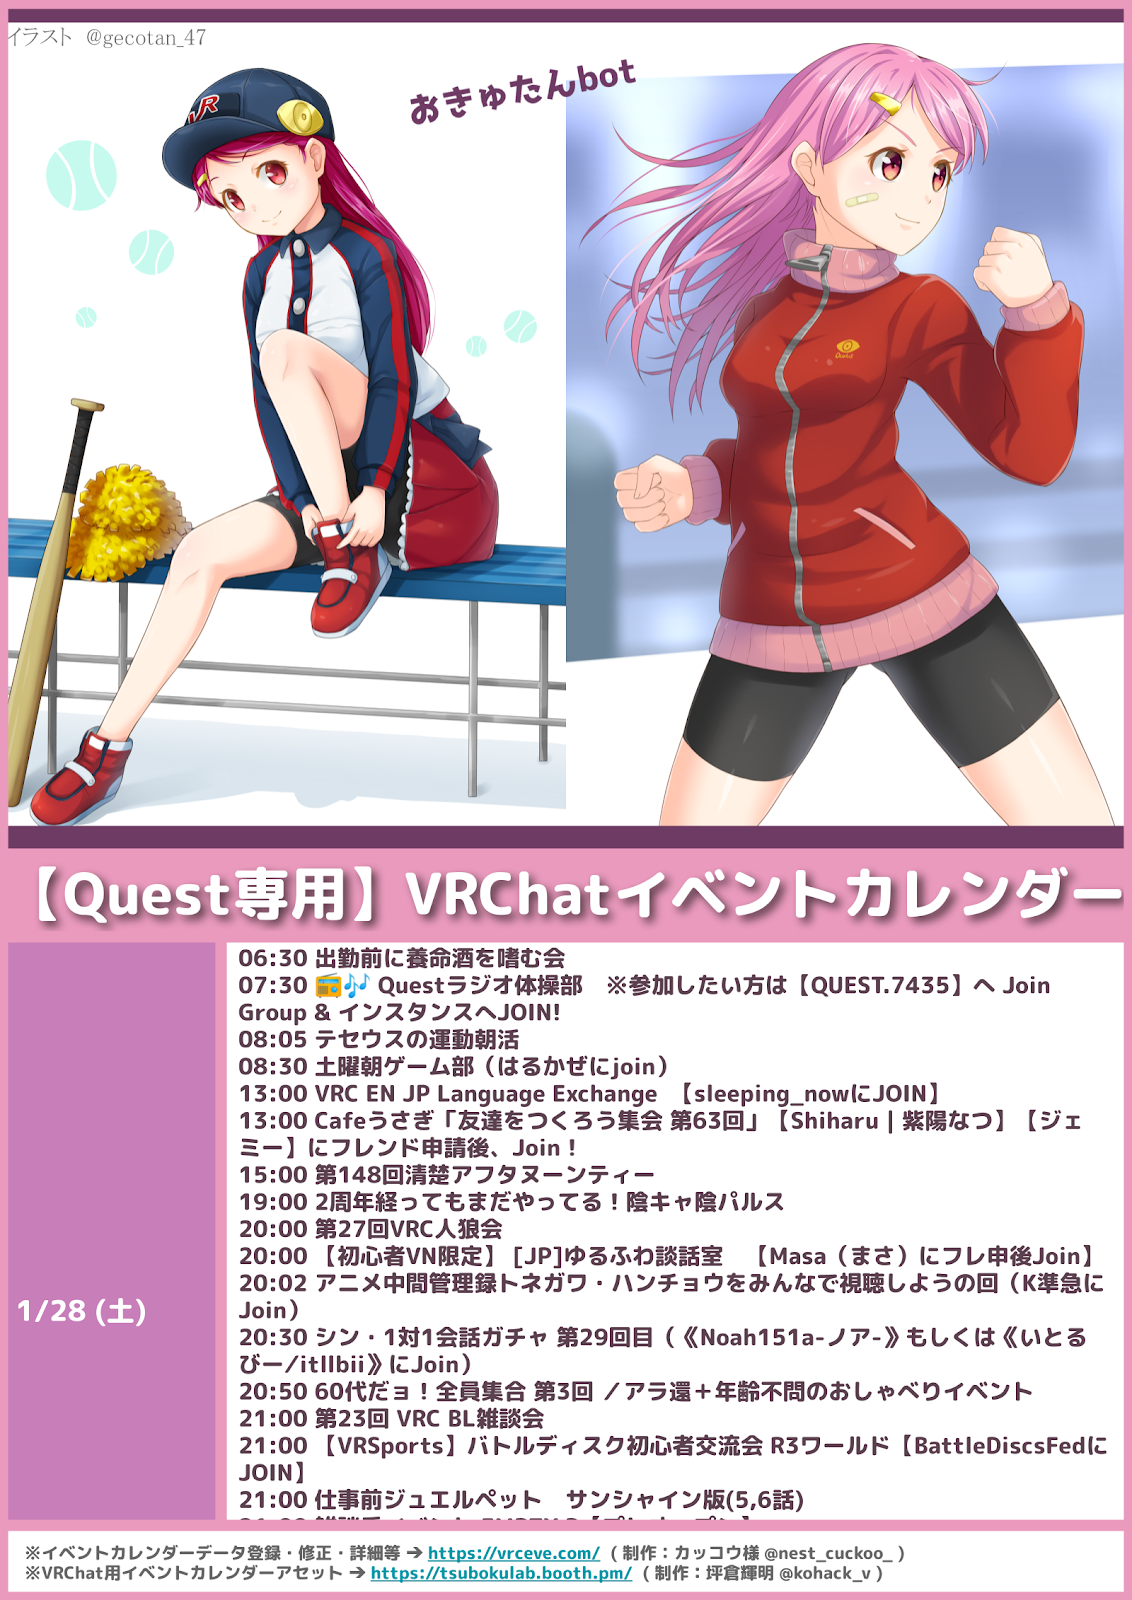 イラスト @gecotan_47
おきゅたんbot
VR
Quest
【Quest専用】VRChatイベントカレンダー
1/28 (土)
06:30 出勤前に養命酒を嗜む会
07:30 📻🎶 Questラジオ体操部　※参加したい方は【QUEST.7435】へ Join
Group & インスタンスへJOIN!
08:05 テセウスの運動朝活
08:30 土曜朝ゲーム部（はるかぜにjoin）
13:00 VRC EN JP Language Exchange 【sleeping_nowにJOIN】
13:00 Cafeうさぎ「友達をつくろう集会 第63回」【Shiharu | 紫陽なつ】【ジェ
ミー】にフレンド申請後、Join！
15:00 第148回清楚アフタヌーンティー
19:00 2周年経ってもまだやってる！陰キャ陰パルス
20:00 第27回VRC人狼会
20:00 【初心者VN限定】 [JP]ゆるふわ談話室　【Masa（まさ）にフレ申後Join】
20:02 アニメ中間管理録トネガワ・ハンチョウをみんなで視聴しようの回（K準急に
Join）
20:30 シン・1対1会話ガチャ 第29回目（《Noah151a-ノア-》もしくは《いとる
びー/itllbii》にJoin）
20:50 60代だョ！全員集合 第3回 ／アラ還＋年齢不問のおしゃべりイベント
21:00 第23回 VRC BL雑談会
21:00 【VRSports】バトルディスク初心者交流会 R3ワールド【BattleDiscsFedに
JOIN】
21:00 仕事前ジュエルペット　サンシャイン版(5,6話)
※イベントカレンダーデータ登録・修正・詳細等 ➔ https://vrceve.com/ ( 制作：カッコウ様 @nest_cuckoo_ )
※VRChat用イベントカレンダーアセット ➔ https://tsubokulab.booth.pm/ ( 制作：坪倉輝明 @kohack_v )